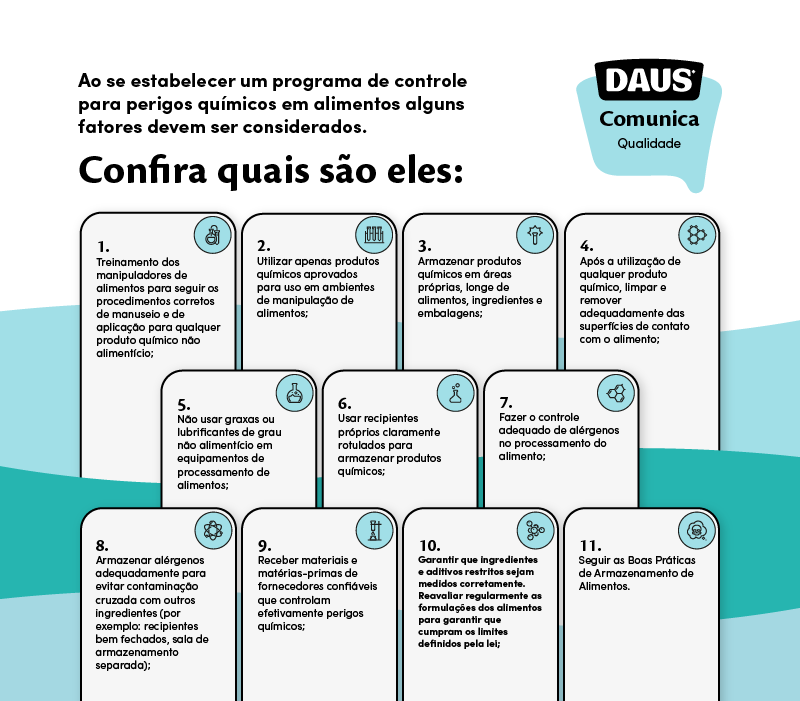 Ao se estabelecer um programa de controle
para perigos químicos em alimentos alguns
fatores devem ser considerados.
Confira quais são eles:
DAUS
Comunica
Qualidade
1.
Treinamento dos
manipuladores de
alimentos para seguir os
procedimentos corretos
de manuseio e de
aplicação para qualquer
produto químico não
alimentício;
2.
Utilizar apenas produtos
químicos aprovados
para uso em ambientes
de manipulação de
alimentos;
3.
Armazenar produtos
químicos em áreas
próprias, longe de
alimentos, ingredientes e
embalagens;
4.
Após a utilização de
qualquer produto
químico, limpar e
remover
adequadamente das
superfícies de contato
com o alimento;
5.
Não usar graxas ou
lubrificantes de grau
não alimentício em
equipamentos de
processamento de
alimentos;
6.
Usar recipientes
próprios claramente
rotulados para
armazenar produtos
químicos;
7.
Fazer o controle
adequado de alérgenos
no processamento do
alimento;
8.
Armazenar alérgenos
adequadamente para
evitar contaminação
cruzada com outros
ingredientes (por
exemplo: recipientes
bem fechados, sala de
armazenamento
separada);
9.
Receber materiais e
matérias-primas de
fornecedores confiáveis
que controlam
efetivamente perigos
químicos;
10.
Garantir que ingredientes
e aditivos restritos sejam
medidos corretamente.
Reavaliar regularmente as
formulações dos alimentos
para garantir que
cumpram os limites
definidos pela lei;
11.
Seguir as Boas Práticas
de Armazenamento de
Alimentos.